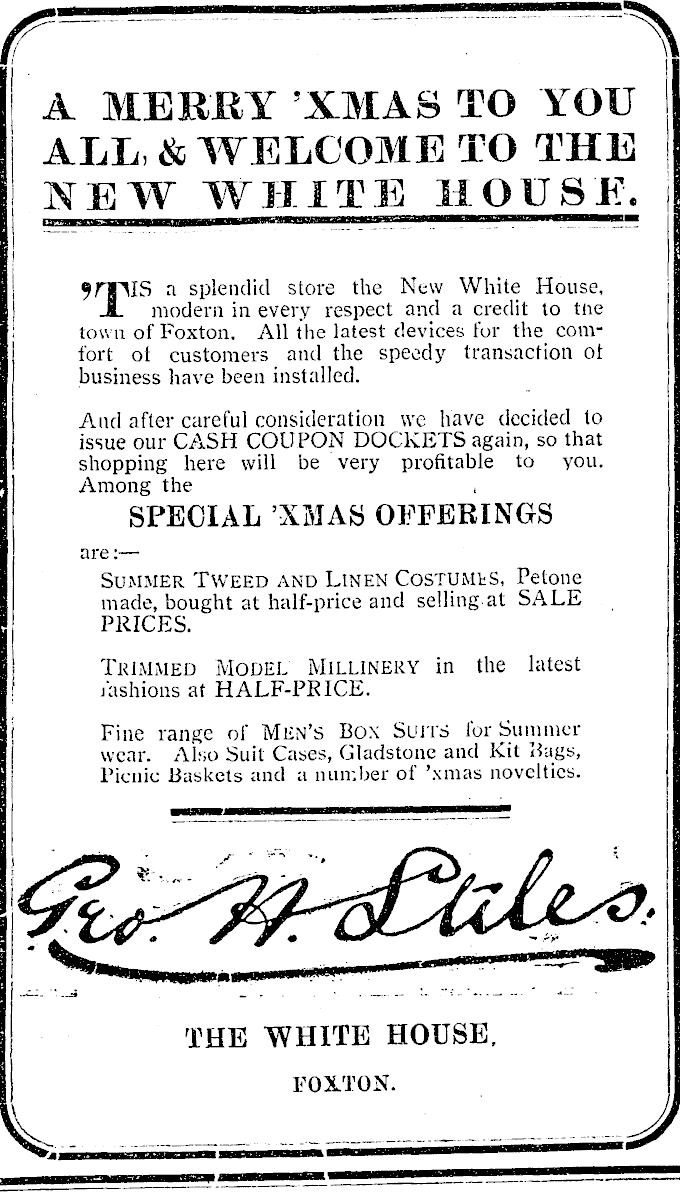 A MERRY 'XMAS TO YOU
ALL, & WELCOME TO THE
NEW WHITE HOUSE.
'TIS a splendid store the New White House,
modern in every respect and a credit to the
town of Foxton. All the latest devices for the com-
fort of customers and the speedy transaction of
business have been installed.
And after careful consideration we have decided to
issue our CASH COUPON DOCKETS again, so that
shopping here will be very profitable to you.
Among the
SPECIAL 'XMAS OFFERINGS
are:—
SUMMER TWEED AND LINEN COSTUMES, Petone
made, bought at half-price and selling at SALE
PRICES.
TRIMMED MODEL MILLINERY in the latest
fashions at HALF-PRICE.
Fine range of MEN'S BOX SUITS for Summer
wear. Also Suit Cases, Gladstone and Kit Bags,
Picnic Baskets and a number of 'xmas novelties.
Geo. H. Stiles.
THE WHITE HOUSE,
FOXTON.